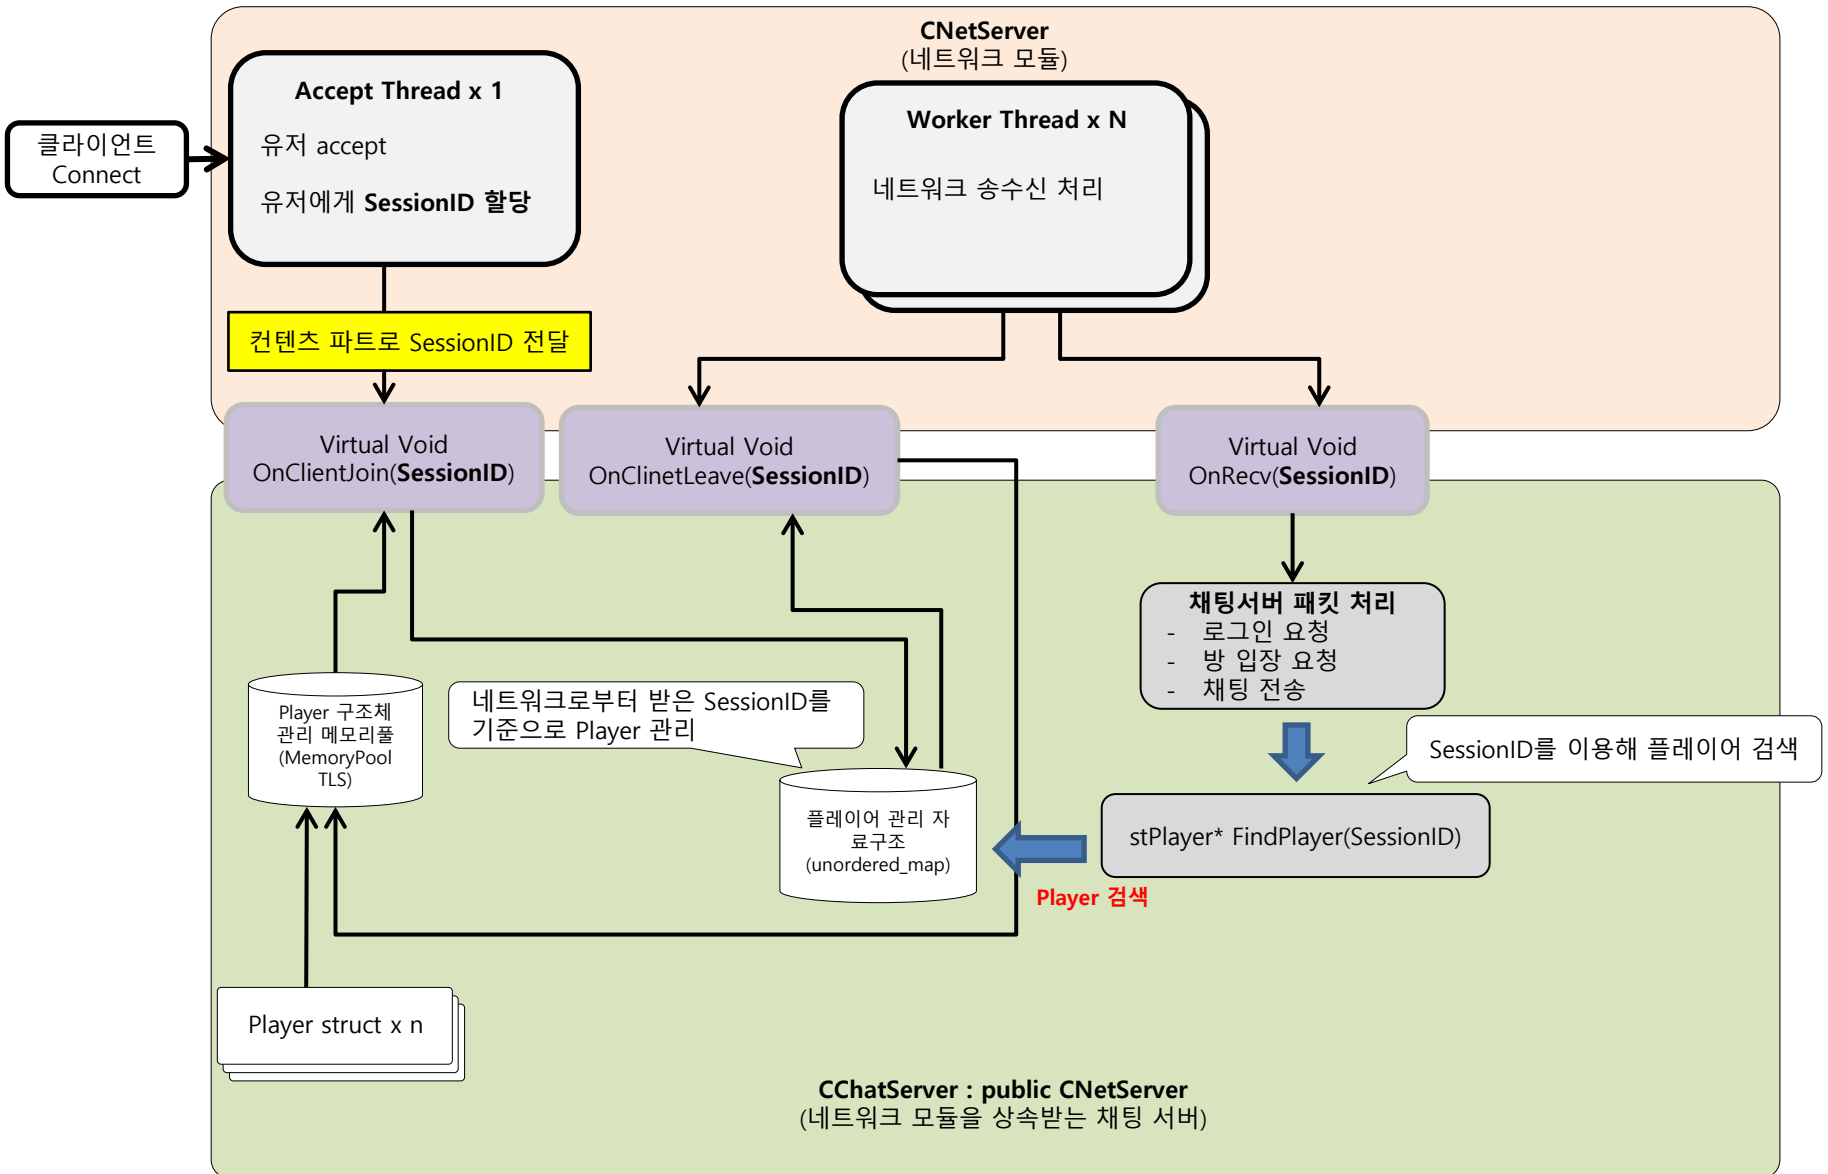 CNetServer
(네트워크 모듈)
클라이언트
Connect
Accept Thread x 1
유저 accept
유저에게 SessionID 할당
Worker Thread x N
네트워크 송수신 처리
컨텐츠 파트로 SessionID 전달
Virtual Void
OnClientJoin(SessionID)
Virtual Void
OnClinetLeave(SessionID)
Virtual Void
OnRecv(SessionID)
채팅서버 패킷 처리
- 로그인 요청
- 방 입장 요청
- 채팅 전송
Player 구조체
관리 메모리풀
(MemoryPool
TLS)
네트워크로부터 받은 SessionID를
기준으로 Player 관리
SessionID를 이용해 플레이어 검색
플레이어 관리 자
료구조
(unordered_map)
stPlayer* FindPlayer(SessionID)
Player 검색
Player struct x n
CChatServer : public CNetServer
(네트워크 모듈을 상속받는 채팅 서버)